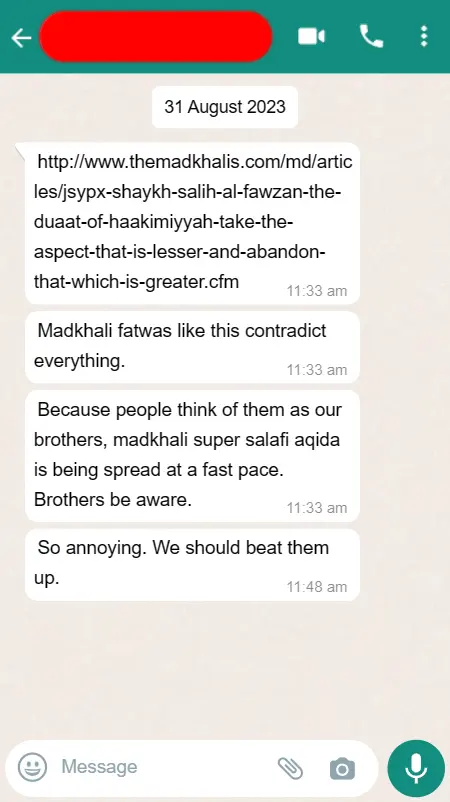 31 August 2023
http://www.themadkhalis.com/md/artic
les/jsypx-shaykh-salih-al-fawzan-the-
duaat-of-haakimiyyah-take-the-
aspect-that-is-lesser-and-abandon-
that-which-is-greater.cfm
11:33 am
Madkhali fatwas like this contradict
everything.
11:33 am
Because people think of them as our
brothers, madkhali super salafi aqida
is being spread at a fast pace.
Brothers be aware.
11:33 am
So annoying. We should beat them
up.
11:48 am
Message